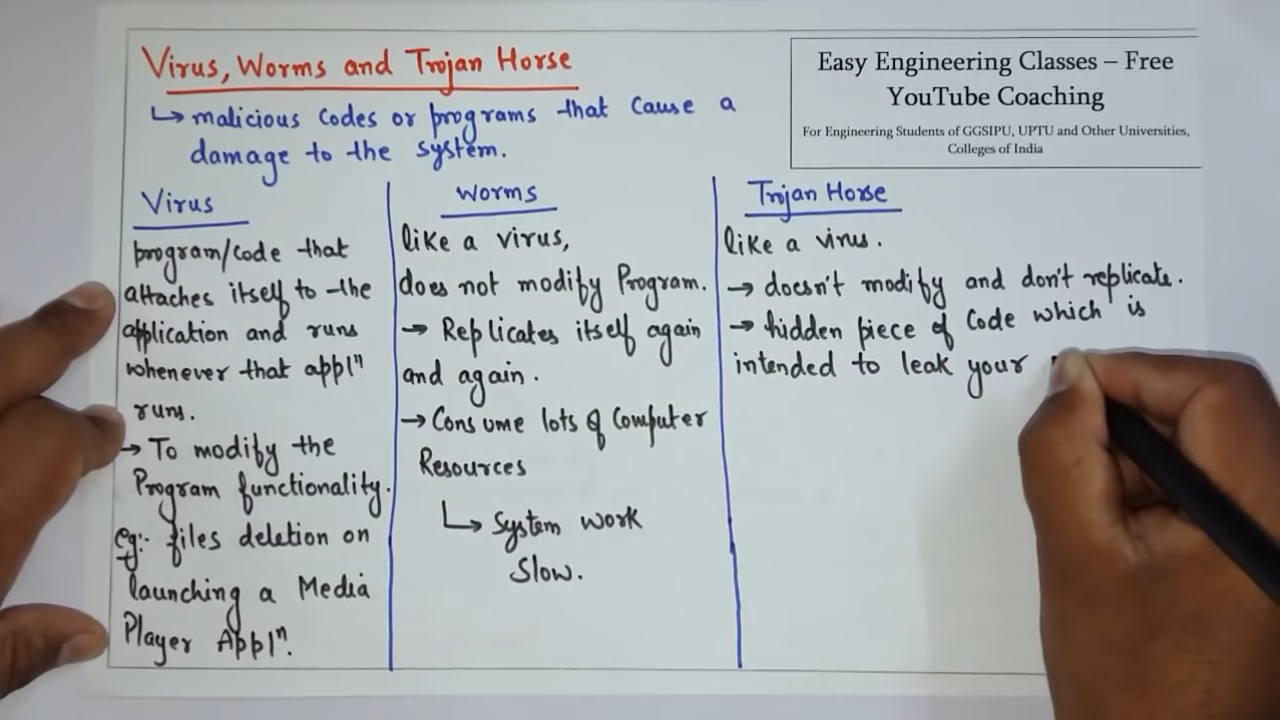 Virus, Worms and Trojan Horse
↳ malicious codes or programs that cause a
damage to the system.
Easy Engineering Classes – Free
YouTube Coaching
For Engineering Students of GGSIPU, UPTU and Other Universities,
Colleges of India
Virus
program/code that
attaches itself to the
application and runs
whenever that applⁿ
runs.
→ To modify the
Program functionality.
eg:- files deletion on
launching a Media
Player Applⁿ.
Worms
like a virus,
does not modify Program.
→ Replicates itself again
and again.
→ Consume lots of Computer
Resources
↳ System work
Slow.
Trojan Horse
like a virus.
→ doesn't modify and don't replicate.
→ hidden piece of Code which is
intended to leak your